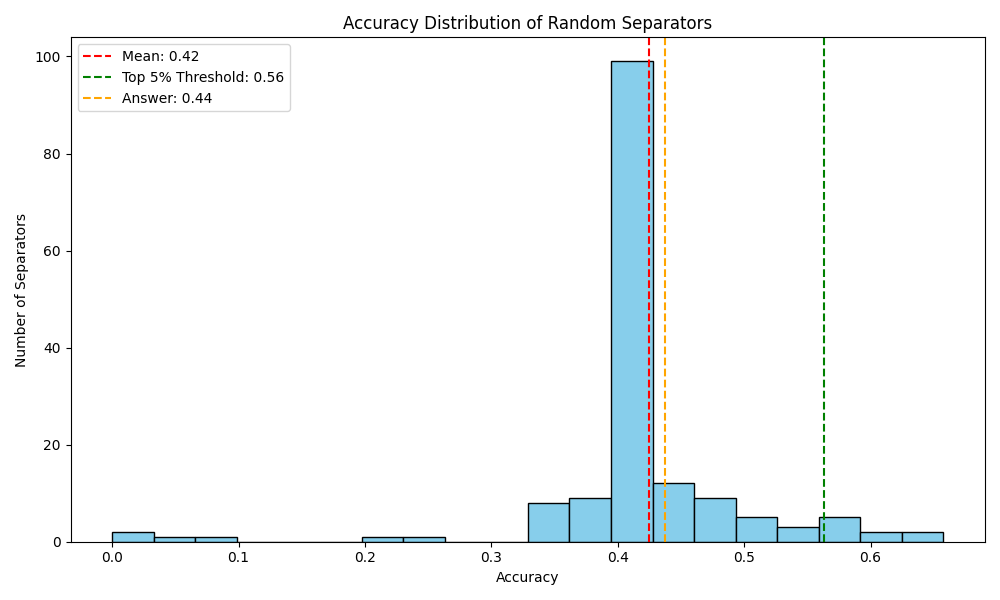 Accuracy Distribution of Random Separators
Mean: 0.42
Top 5% Threshold: 0.56
Answer: 0.44
Number of Separators
100
80
60
40
20
0
0.0 0.1 0.2 0.3 0.4 0.5 0.6
Accuracy